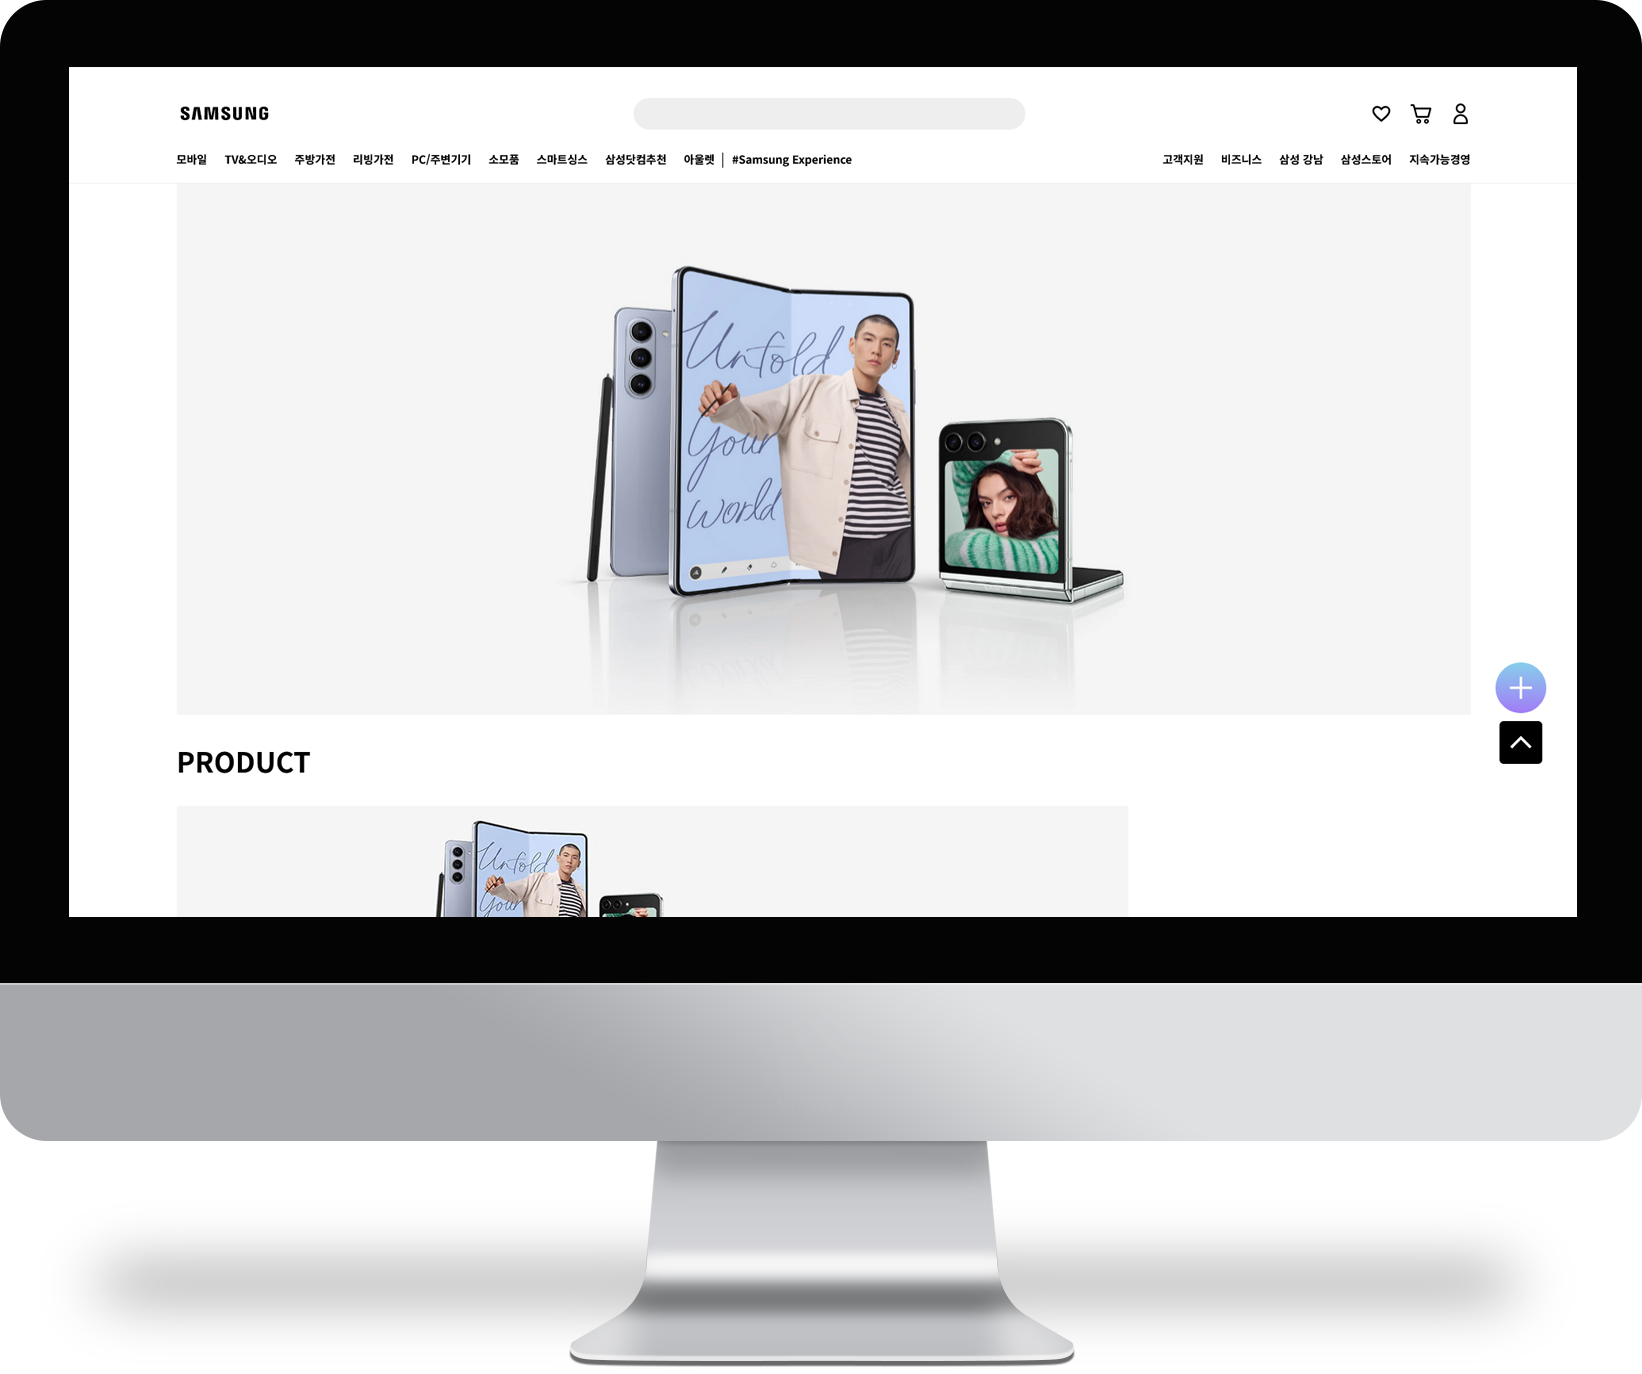 SAMSUNG
모바일 TV&오디오 주방가전 리빙가전 PC/주변기기 소모품 스마트싱스 삼성닷컴추천 아울렛 #Samsung Experience 고객지원 비즈니스 삼성 강남 삼성스토어 지속가능경영
Unfold
Your
world
PRODUCT
Unfold
Your